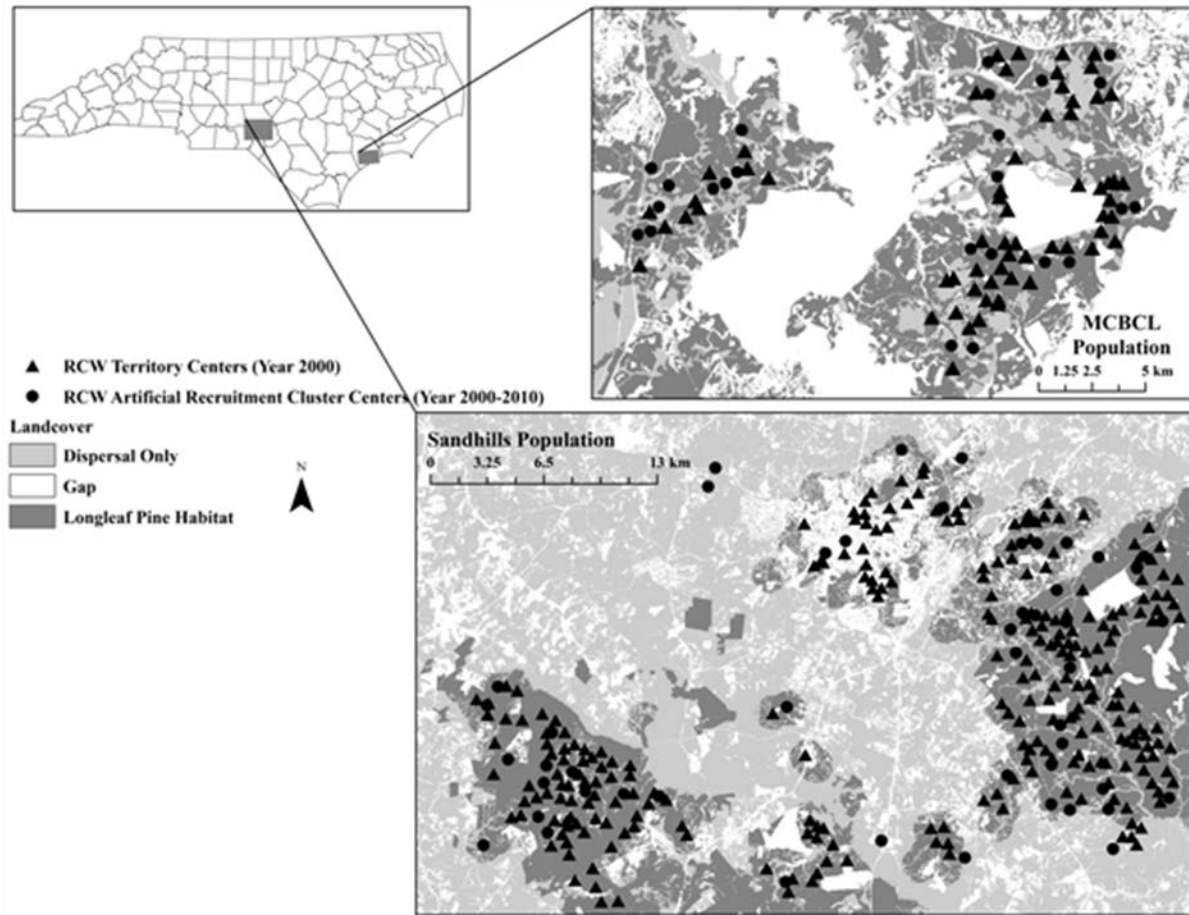 MCBCL
Population
0 1.25 2.5 5 km
RCW Territory Centers (Year 2000)
RCW Artificial Recruitment Cluster Centers (Year 2000-2010)
Landcover
Dispersal Only
Gap
Longleaf Pine Habitat
N
Sandhills Population
0 3.25 6.5 13 km